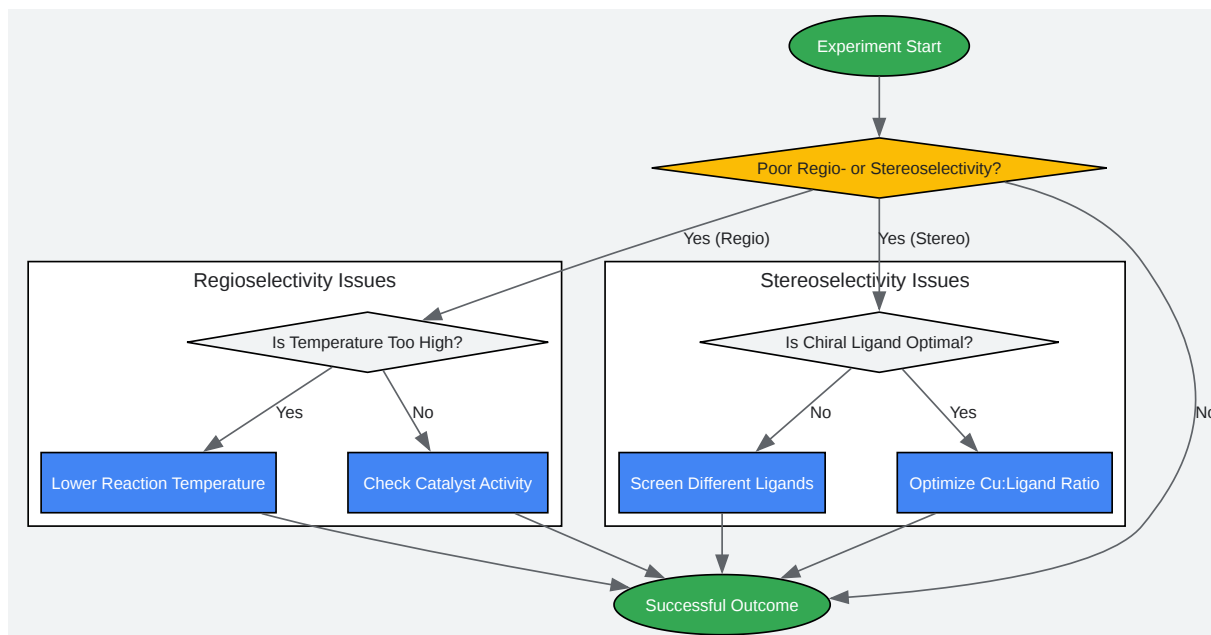 Experiment Start
Poor Regio- or Stereoselectivity?
Yes (Regio)
Yes (Stereo)
Regioselectivity Issues
Stereoselectivity Issues
Is Temperature Too High?
Is Chiral Ligand Optimal?
Yes
No
No
Yes
No
Lower Reaction Temperature
Check Catalyst Activity
Screen Different Ligands
Optimize Cu:Ligand Ratio
Successful Outcome